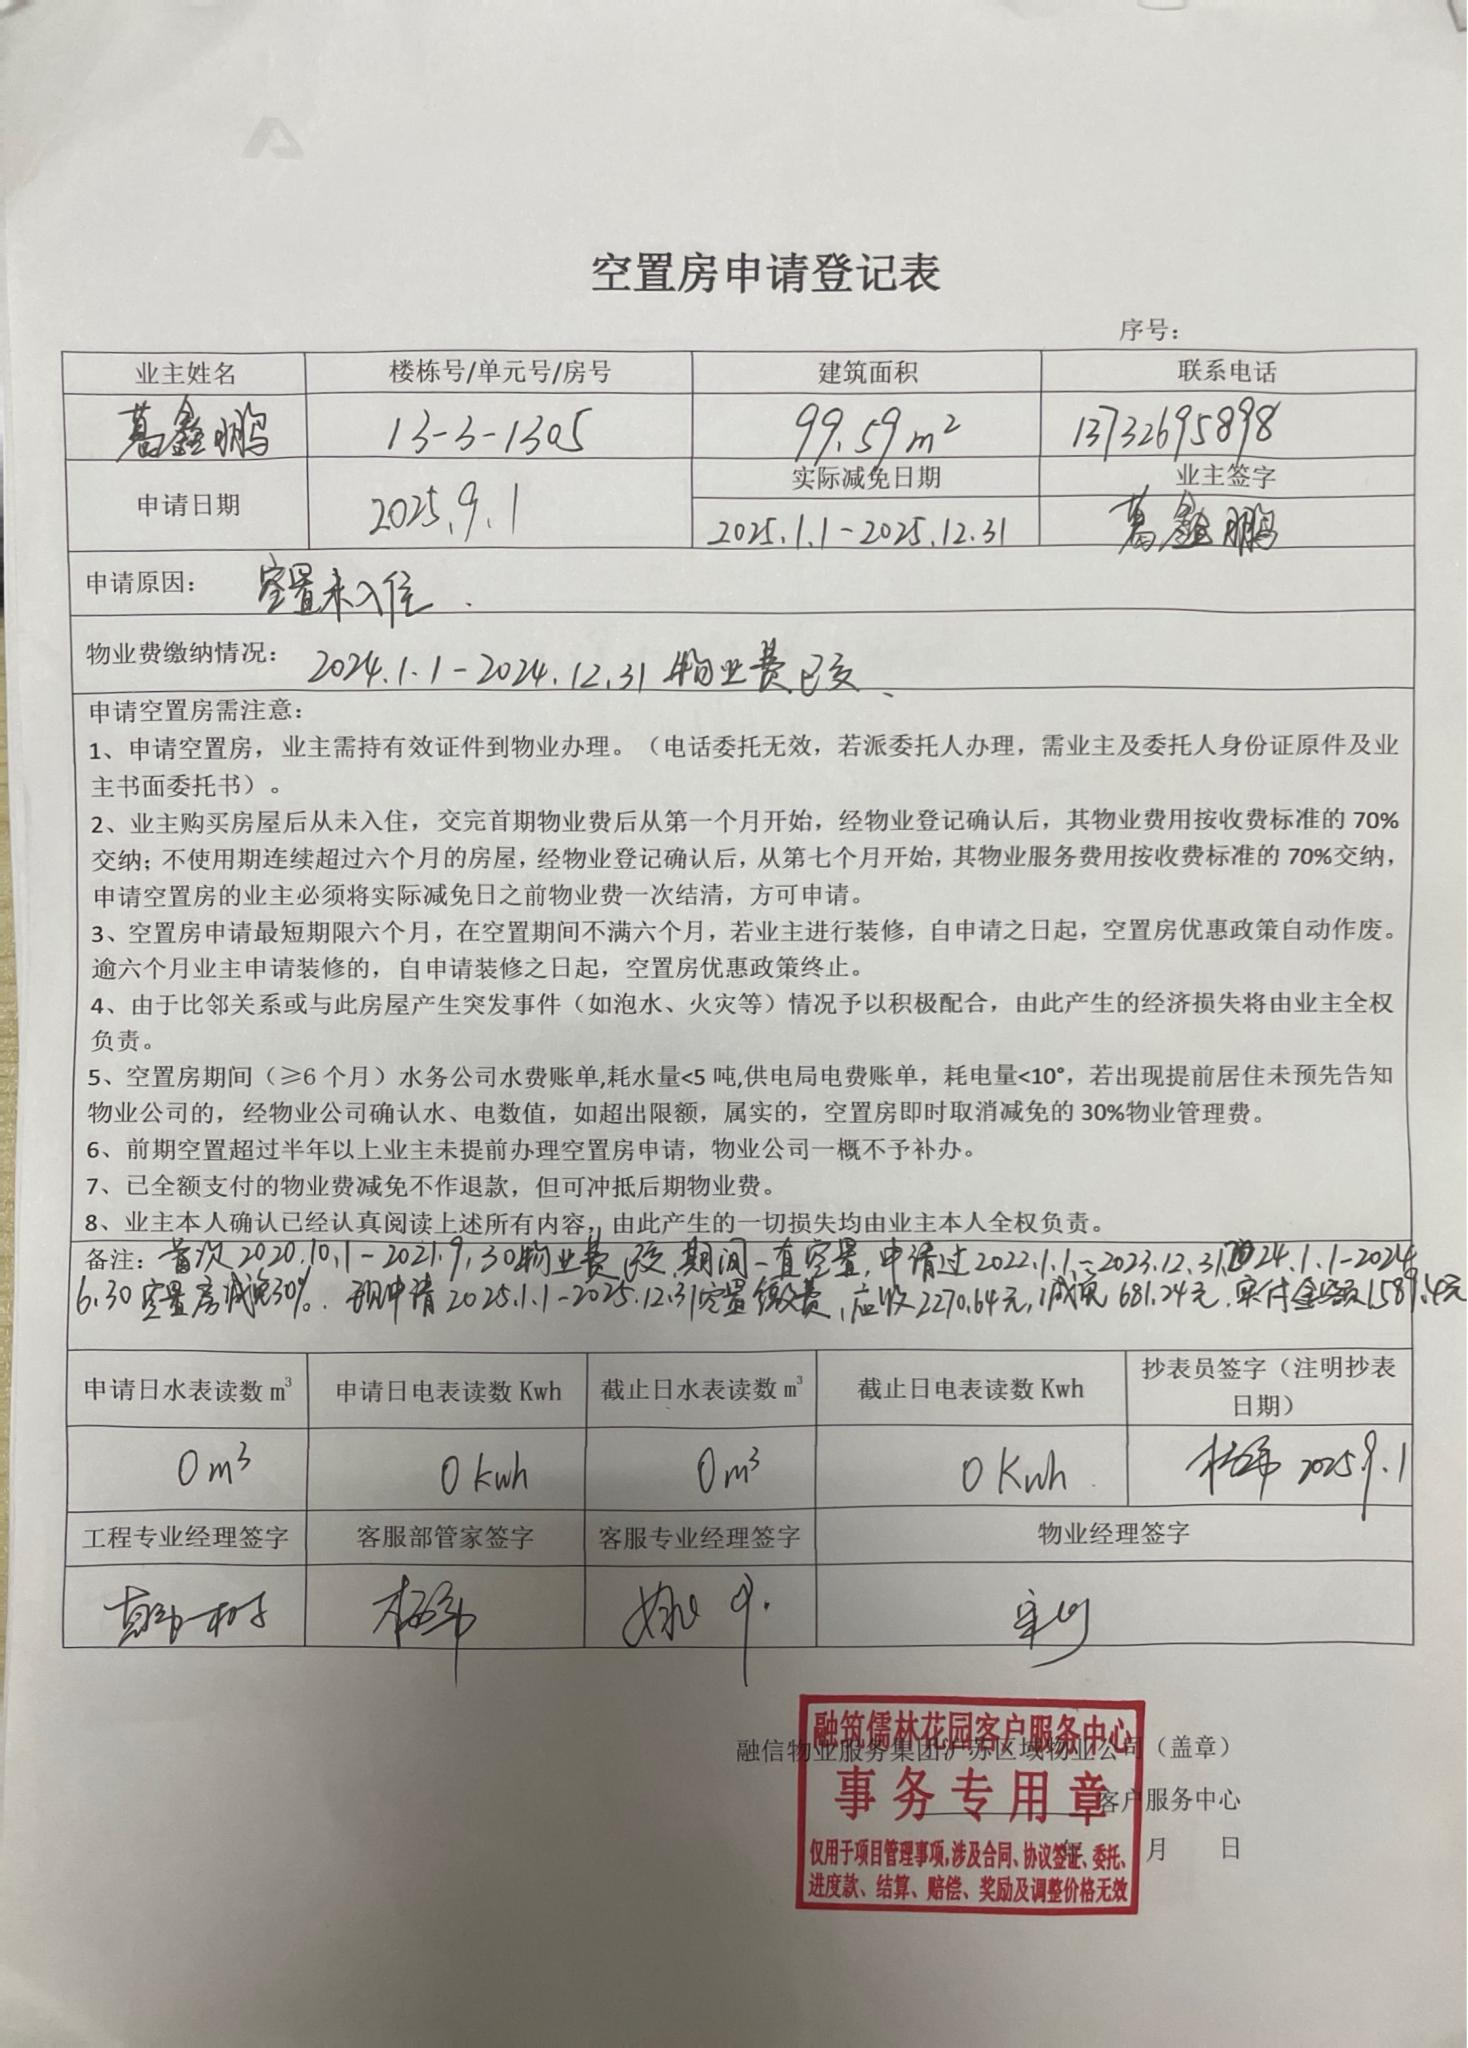 空置房申请登记表
序号：
业主姓名 楼栋号/单元号/房号 建筑面积 联系电话
葛鑫鹏 13-3-1305 99.59m² 13732695898
申请日期 2025.9.1 实际减免日期 业主签字
2025.1.1-2025.12.31 葛鑫鹏
申请原因： 空置未入住.
物业费缴纳情况： 2024.1.1-2024.12.31物业费已交、
申请空置房需注意：
1、申请空置房，业主需持有效证件到物业办理。（电话委托无效，若派委托人办理，需业主及委托人身份证原件及业
主书面委托书）。
2、业主购买房屋后从未入住，交完首期物业费后从第一个月开始，经物业登记确认后，其物业费用按收费标准的 70%
交纳；不使用期连续超过六个月的房屋，经物业登记确认后，从第七个月开始，其物业服务费用按收费标准的 70%交纳，
申请空置房的业主必须将实际减免日之前物业费一次结清，方可申请。
3、空置房申请最短期限六个月，在空置期间不满六个月，若业主进行装修，自申请之日起，空置房优惠政策自动作废。
逾六个月业主申请装修的，自申请装修之日起，空置房优惠政策终止。
4、由于比邻关系或与此房屋产生突发事件（如泡水、火灾等）情况予以积极配合，由此产生的经济损失将由业主全权
负责。
5、空置房期间（≥6 个月）水务公司水费账单,耗水量<5 吨,供电局电费账单，耗电量<10°，若出现提前居住未预先告知
物业公司的，经物业公司确认水、电数值，如超出限额，属实的，空置房即时取消减免的 30%物业管理费。
6、前期空置超过半年以上业主未提前办理空置房申请，物业公司一概不予补办。
7、已全额支付的物业费减免不作退款，但可冲抵后期物业费。
8、业主本人确认已经认真阅读上述所有内容，由此产生的一切损失均由业主本人全权负责。
备注：首次2020.10.1-2021.9.30物业费已交,期间一直空置,申请过2022.1.1-2023.12.31,2024.1.1-2024
6.30空置房减免30%. 现申请2025.1.1-2025.12.31空置缴费,应收2270.64元,减免681.24元,实付金额1589.4元
申请日水表读数 m³ 申请日电表读数 Kwh 截止日水表读数 m³ 截止日电表读数 Kwh 抄表员签字（注明抄表
日期）
0m³ 0 kwh 0m³ 0 Kwh 2025.9.1
工程专业经理签字 客服部管家签字 客服专业经理签字 物业经理签字
融筑儒林花园客户服务中心
融信物业服务集团沪苏区域物业公司（盖章）
事务专用章
客户服务中心
年 月 日
仅用于项目管理事项,涉及合同、协议签证、委托、
进度款、结算、赔偿、奖励及调整价格无效